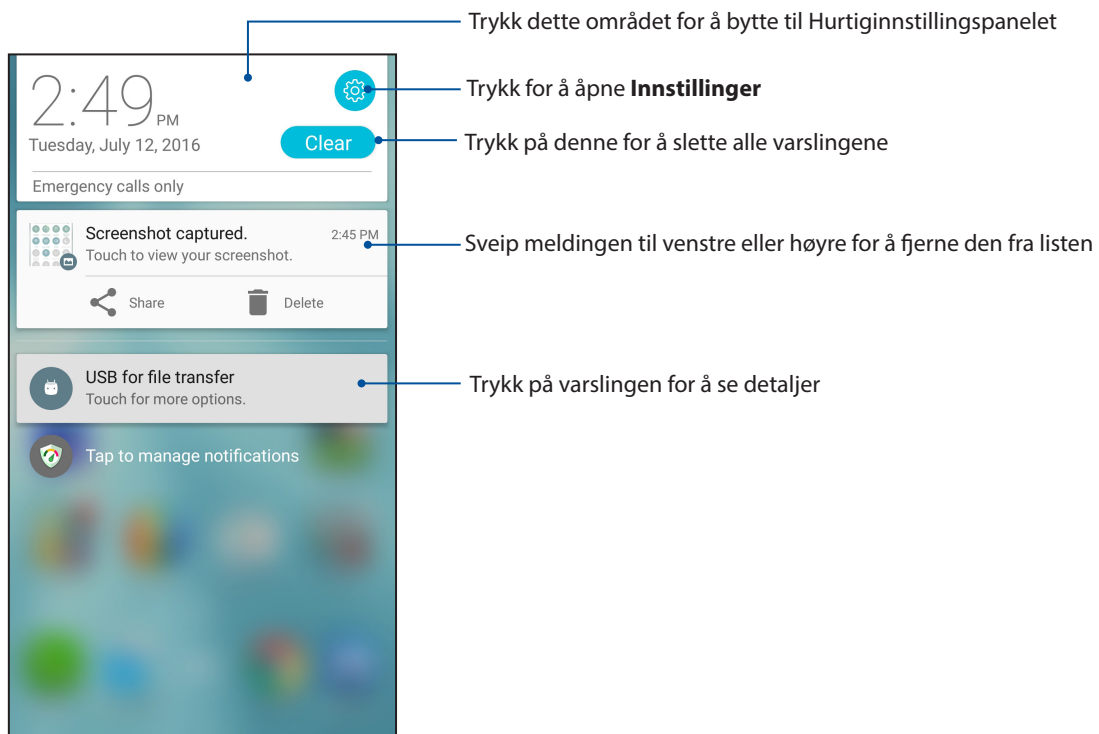 Trykk dette området for å bytte til Hurtiginnstillingspanelet
2:49 PM
Trykk for å åpne Innstillinger
Tuesday, July 12, 2016
Clear
Trykk på denne for å slette alle varslingene
Emergency calls only
Screenshot captured.
2:45 PM
Touch to view your screenshot.
Sveip meldingen til venstre eller høyre for å fjerne den fra listen
Share
Delete
USB for file transfer
Touch for more options.
Trykk på varslingen for å se detaljer
Tap to manage notifications